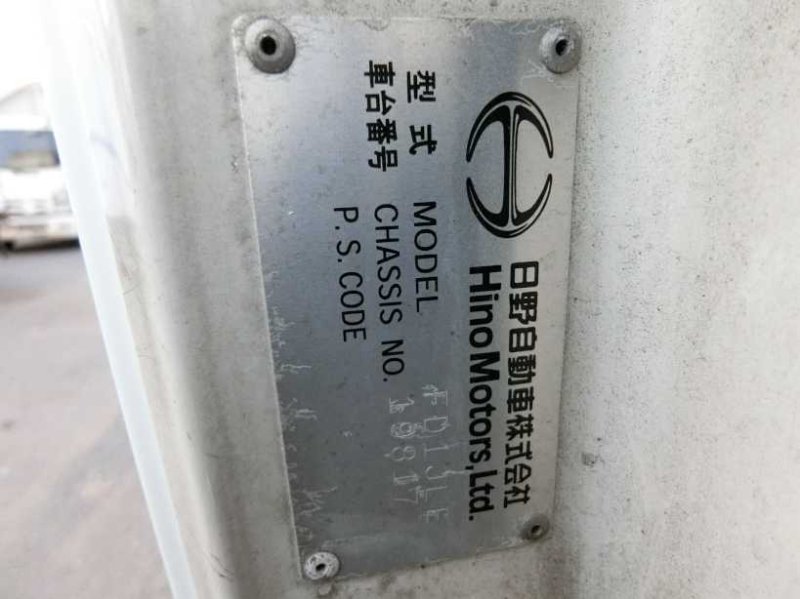 日野自動車株式会社
Hino Motors, Ltd.
型式 MODEL
車台番号 CHASSIS NO. 10817
P. S. CODE